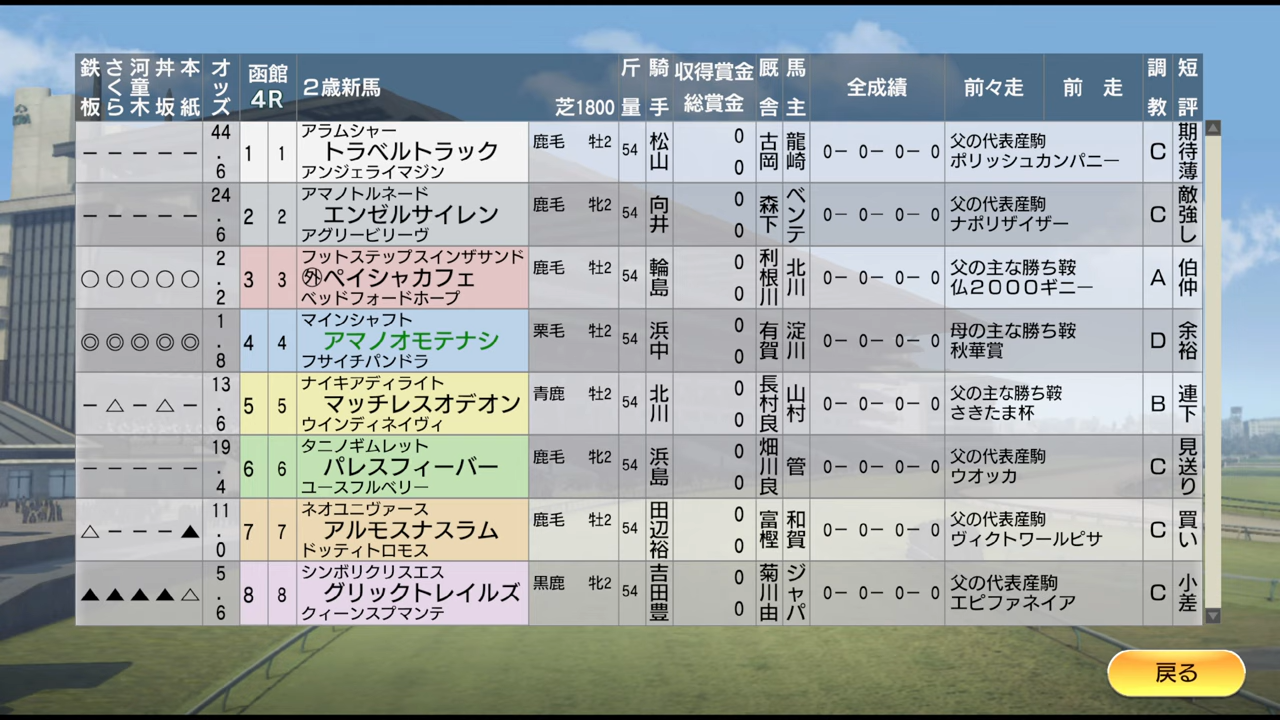 鉄板 さくら 河童木 丼坂 本紙 オッズ 函館 4R 2歳新馬 芝1800 斤量 騎手 収得賞金 総賞金 厩舎 馬主 全成績 前々走 前 走 調教 短評
－ － － － － 44.6 1 1 アラムシャー 鹿毛 牡2 54 松山 0 古岡 龍崎 0－ 0－ 0－ 0 父の代表産駒 C 期待薄
トラベルトラック
アンジェライマジン 0 ポリッシュカンパニー
－ － － － － 24.6 2 2 アマノトルネード 鹿毛 牝2 54 向井 0 森下 ベンテ 0－ 0－ 0－ 0 父の代表産駒 C 敵強し
エンゼルサイレン
アグリービリーヴ 0 ナポリザイザー
○ ○ ○ ○ ○ 2.2 3 3 フットステップスインザサンド 鹿毛 牡2 54 輪島 0 利根川 北川 0－ 0－ 0－ 0 父の主な勝ち鞍 A 伯仲
㊕ペイシャカフェ
ベッドフォードホープ 0 仏２０００ギニー
◎ ◎ ◎ ◎ ◎ 1.8 4 4 マインシャフト 栗毛 牡2 54 浜中 0 有賀 淀川 0－ 0－ 0－ 0 母の主な勝ち鞍 D 余裕
アマノオモテナシ
フサイチパンドラ 0 秋華賞
－ △ － △ － 13.6 5 5 ナイキアディライト 青鹿 牡2 54 北川 0 長村良 山村 0－ 0－ 0－ 0 父の主な勝ち鞍 B 連下
マッチレスオデオン
ウインディネイヴィ 0 さきたま杯
－ － － － － 19.4 6 6 タニノギムレット 鹿毛 牝2 54 浜島 0 畑川良 管 0－ 0－ 0－ 0 父の代表産駒 C 見送り
パレスフィーバー
ユースフルベリー 0 ウオッカ
△ － － － ▲ 11.0 7 7 ネオユニヴァース 鹿毛 牡2 54 田辺裕 0 富樫 和賀 0－ 0－ 0－ 0 父の代表産駒 C 買い
アルモスナスラム
ドッティトロモス 0 ヴィクトワールピサ
▲ ▲ ▲ ▲ △ 5.6 8 8 シンボリクリスエス 黒鹿 牝2 54 吉田豊 0 菊川由 ジャパ 0－ 0－ 0－ 0 父の代表産駒 C 小差
グリックトレイルズ
クィーンスプマンテ 0 エピファネイア
戻る